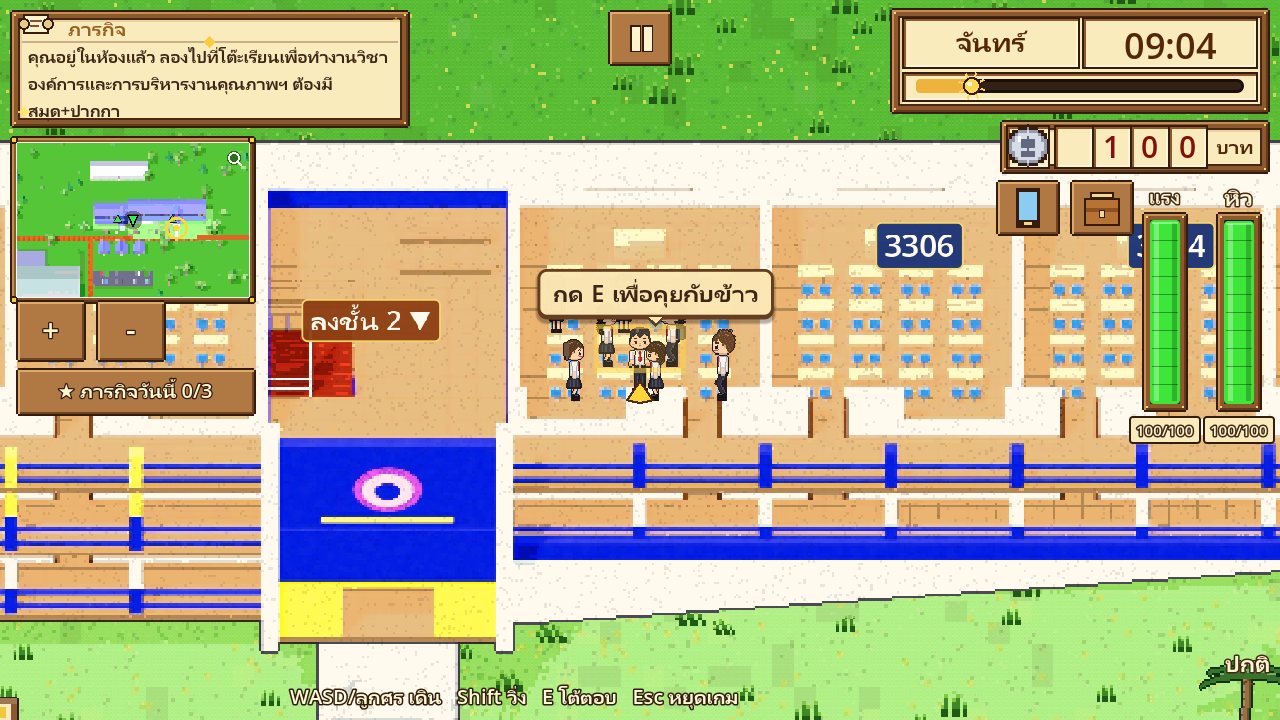 ภารกิจ
คุณอยู่ในห้องแล้ว ลองไปที่โต๊ะเรียนเพื่อทำงานวิชา
องค์การและการบริหารงานคุณภาพฯ ต้องมี
สมุด+ปากกา
จันทร์
09:04
1 0 0 บาท
แรง
หิว
3306
4
กด E เพื่อคุยกับข้าว
ลงชั้น 2 ▼
+
-
★ ภารกิจวันนี้ 0/3
100/100
100/100
ปกติ
WASD/ลูกศร เดิน Shift วิ่ง E โต้ตอบ Esc หยุดเกม